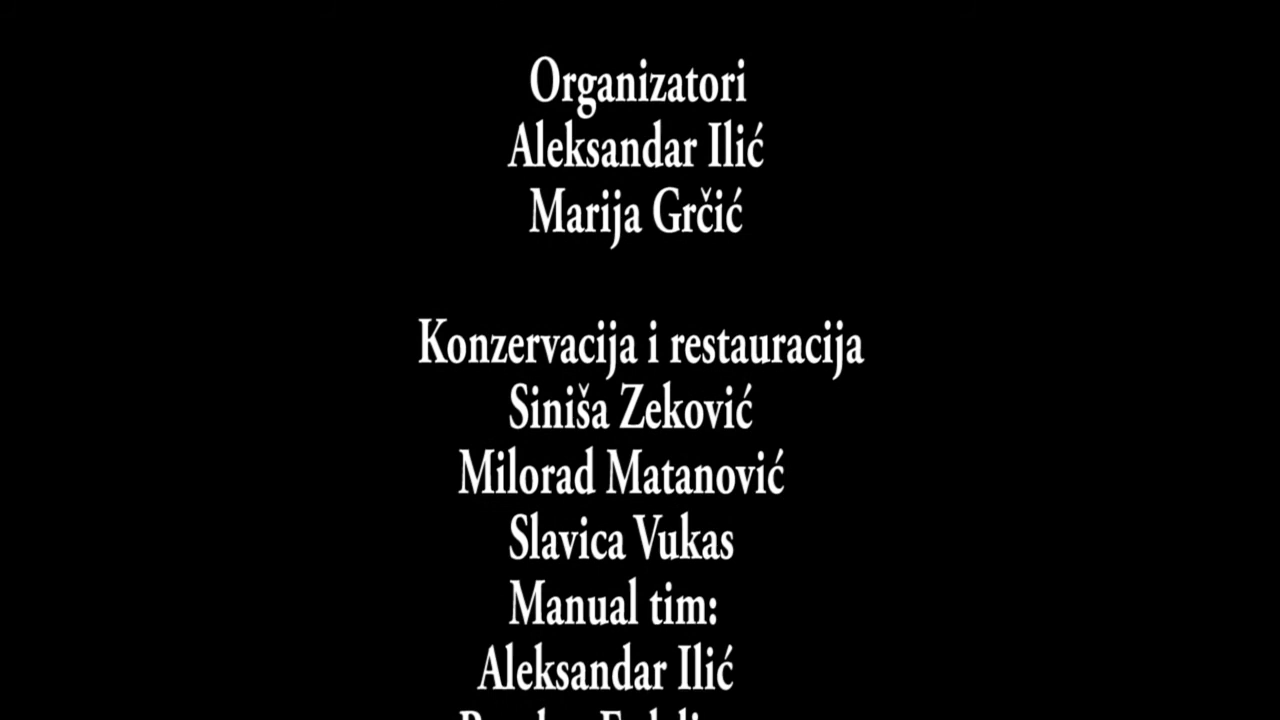 Organizatori
Aleksandar Ilić
Marija Grčić
Konzervacija i restauracija
Siniša Zeković
Milorad Matanović
Slavica Vukas
Manual tim:
Aleksandar Ilić